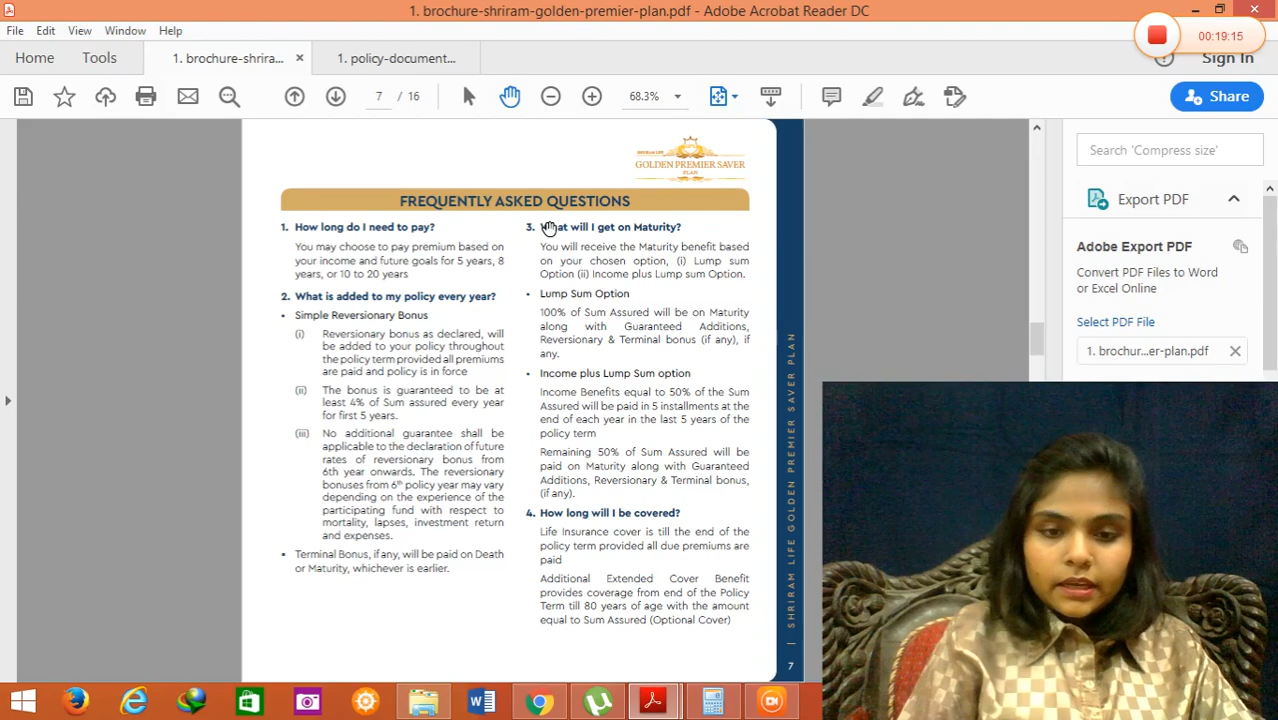 1. brochure-shriram-golden-premier-plan.pdf - Adobe Acrobat Reader DC
File Edit View Window Help
00:19:15
Home Tools 1. brochure-shrira... × 1. policy-document... Sign In
7 / 16 68.3% Share
SHRIRAM LIFE
GOLDEN PREMIER SAVER
PLAN
FREQUENTLY ASKED QUESTIONS
1. How long do I need to pay?
You may choose to pay premium based on
your income and future goals for 5 years, 8
years, or 10 to 20 years
2. What is added to my policy every year?
• Simple Reversionary Bonus
(i) Reversionary bonus as declared, will
be added to your policy throughout
the policy term provided all premiums
are paid and policy is in force
(ii) The bonus is guaranteed to be at
least 4% of Sum assured every year
for first 5 years.
(iii) No additional guarantee shall be
applicable to the declaration of future
rates of reversionary bonus from
6th year onwards. The reversionary
bonuses from 6th policy year may vary
depending on the experience of the
participating fund with respect to
mortality, lapses, investment return
and expenses.
• Terminal Bonus, if any, will be paid on Death
or Maturity, whichever is earlier.
3. What will I get on Maturity?
You will receive the Maturity benefit based
on your chosen option, (i) Lump sum
Option (ii) Income plus Lump sum Option.
• Lump Sum Option
100% of Sum Assured will be on Maturity
along with Guaranteed Additions,
Reversionary & Terminal bonus (if any), if
any.
• Income plus Lump Sum option
Income Benefits equal to 50% of the Sum
Assured will be paid in 5 installments at the
end of each year in the last 5 years of the
policy term
Remaining 50% of Sum Assured will be
paid on Maturity along with Guaranteed
Additions, Reversionary & Terminal bonus,
(if any).
4. How long will I be covered?
Life Insurance cover is till the end of the
policy term provided all due premiums are
paid
Additional Extended Cover Benefit
provides coverage from end of the Policy
Term till 80 years of age with the amount
equal to Sum Assured (Optional Cover)
| SHRIRAM LIFE GOLDEN PREMIER SAVER PLAN
7
Search 'Compress size'
Export PDF
Adobe Export PDF
Convert PDF Files to Word
or Excel Online
Select PDF File
1. brochur...er-plan.pdf ×